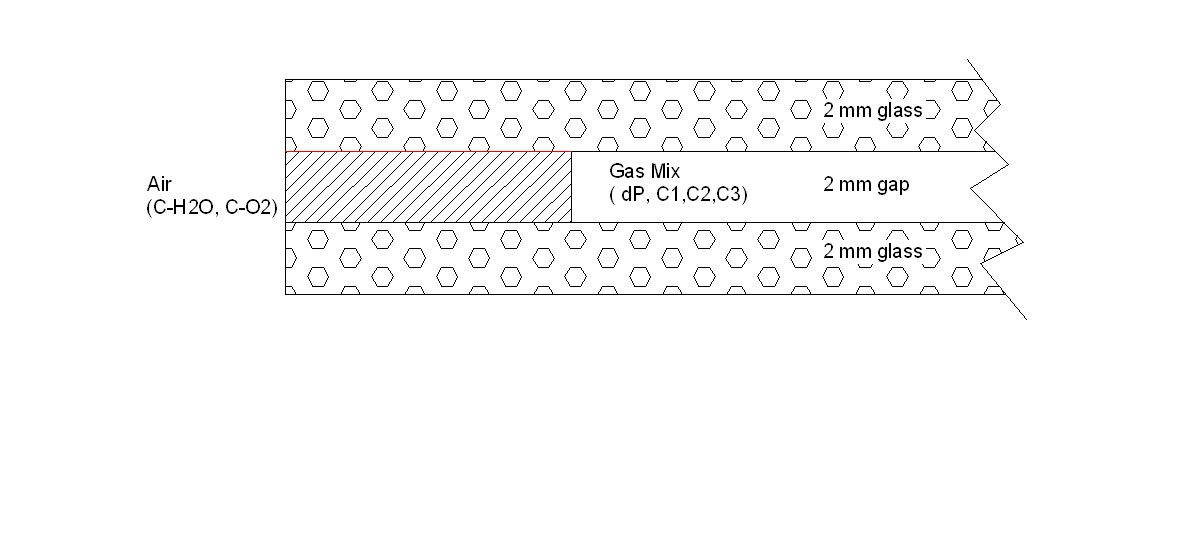 2 mm glass
Air
(C-H2O, C-O2)
Gas Mix
( dP, C1,C2,C3)
2 mm gap
2 mm glass